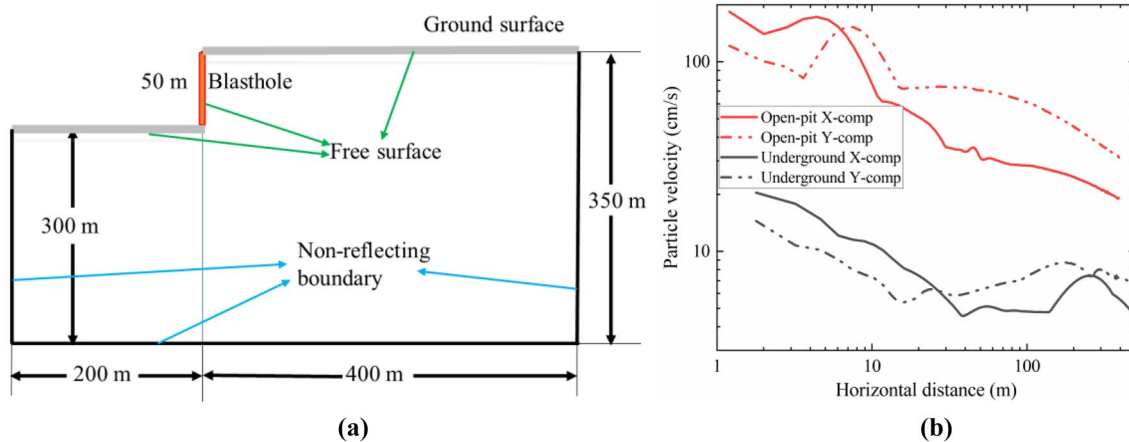 Ground surface
50 m Blasthole
Free surface
300 m
350 m
Non-reflecting
boundary
200 m
400 m
(a)
Particle velocity (cm/s)
100
10
Open-pit X-comp
Open-pit Y-comp
Underground X-comp
Underground Y-comp
1 10 100
Horizontal distance (m)
(b)